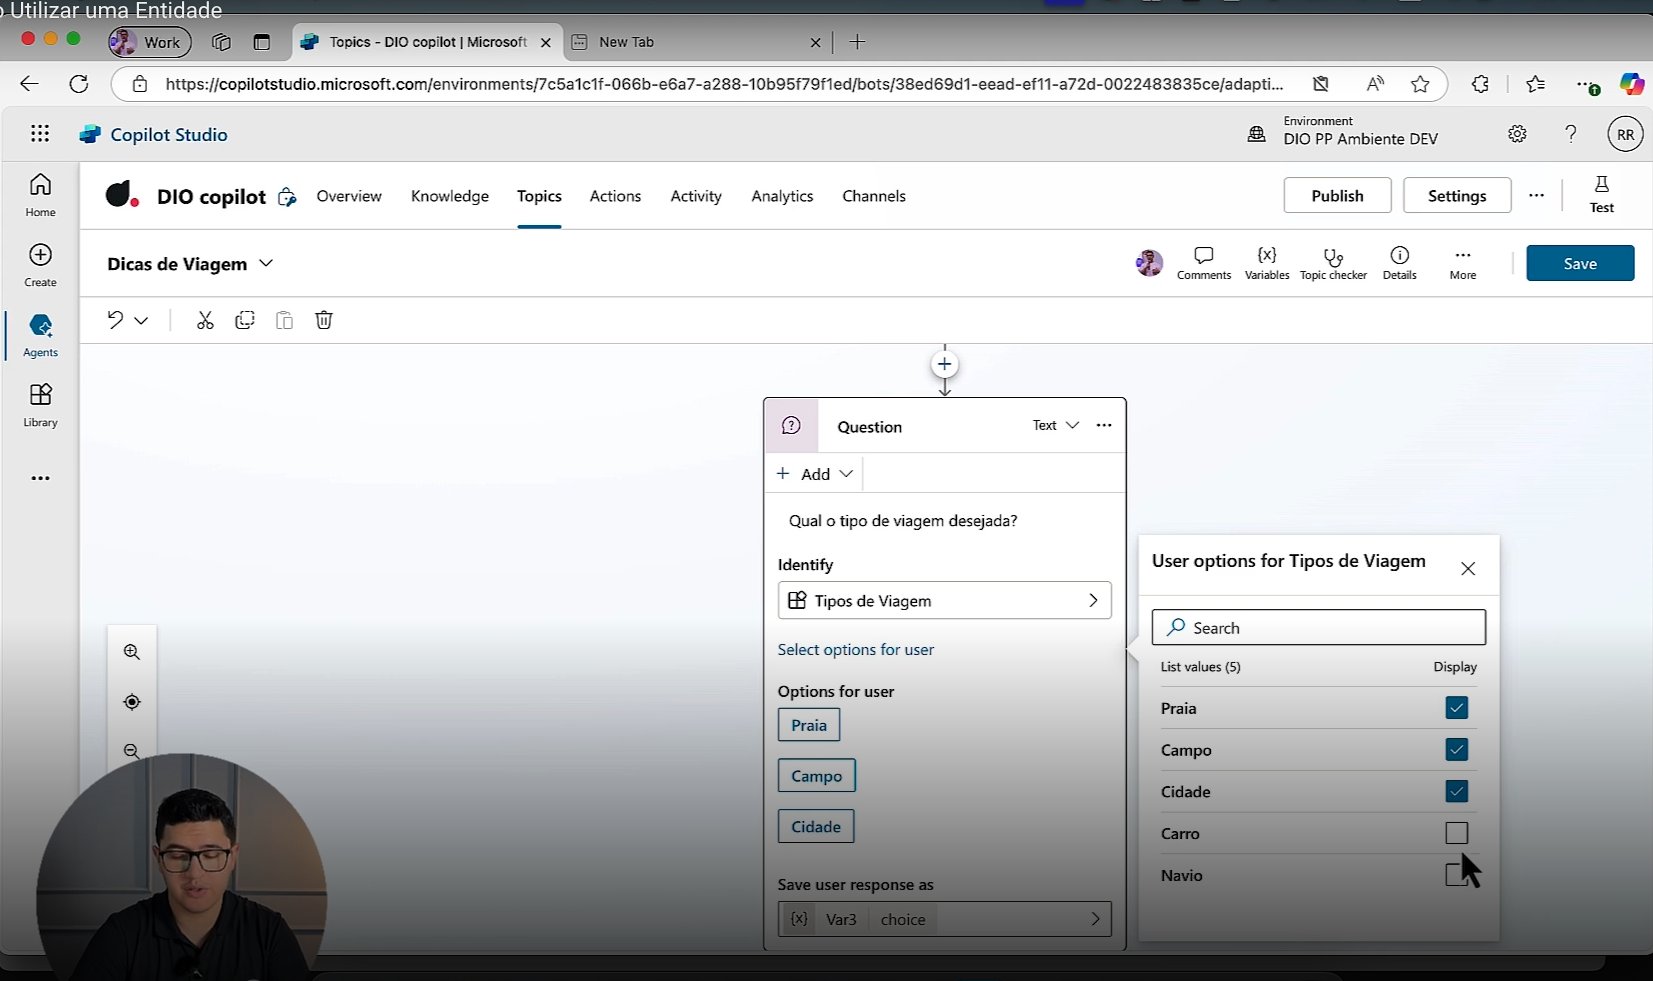 o Utilizar uma Entidade
Work
Topics - DIO copilot | Microsoft
New Tab
https://copilotstudio.microsoft.com/environments/7c5a1c1f-066b-e6a7-a288-10b95f79f1ed/bots/38ed69d1-eead-ef11-a72d-0022483835ce/adapti...
Copilot Studio
Environment
DIO PP Ambiente DEV
RR
Home
Create
Agents
Library
DIO copilot
Overview
Knowledge
Topics
Actions
Activity
Analytics
Channels
Publish
Settings
Test
Dicas de Viagem
Comments
Variables
Topic checker
Details
More
Save
Question
Text
Add
Qual o tipo de viagem desejada?
Identify
Tipos de Viagem
Select options for user
Options for user
Praia
Campo
Cidade
Save user response as
{x} Var3 choice
User options for Tipos de Viagem
Search
List values (5)
Display
Praia
Campo
Cidade
Carro
Navio